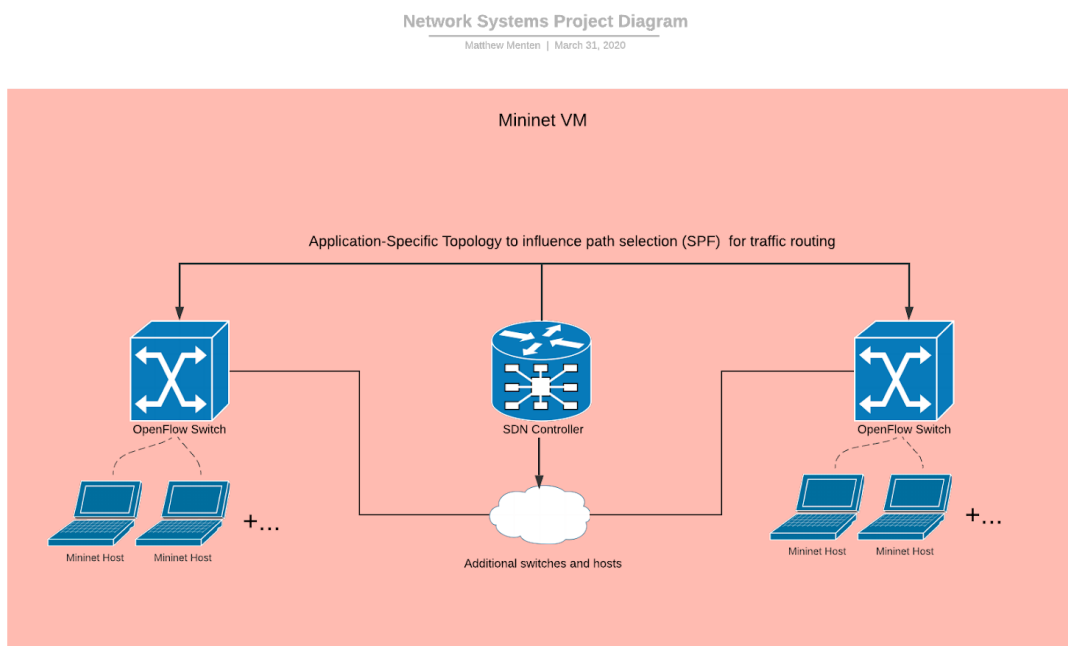 Network Systems Project Diagram
Matthew Menten | March 31, 2020
Mininet VM
Application-Specific Topology to influence path selection (SPF) for traffic routing
OpenFlow Switch
SDN Controller
OpenFlow Switch
+...
+...
Mininet Host
Mininet Host
Mininet Host
Mininet Host
Additional switches and hosts